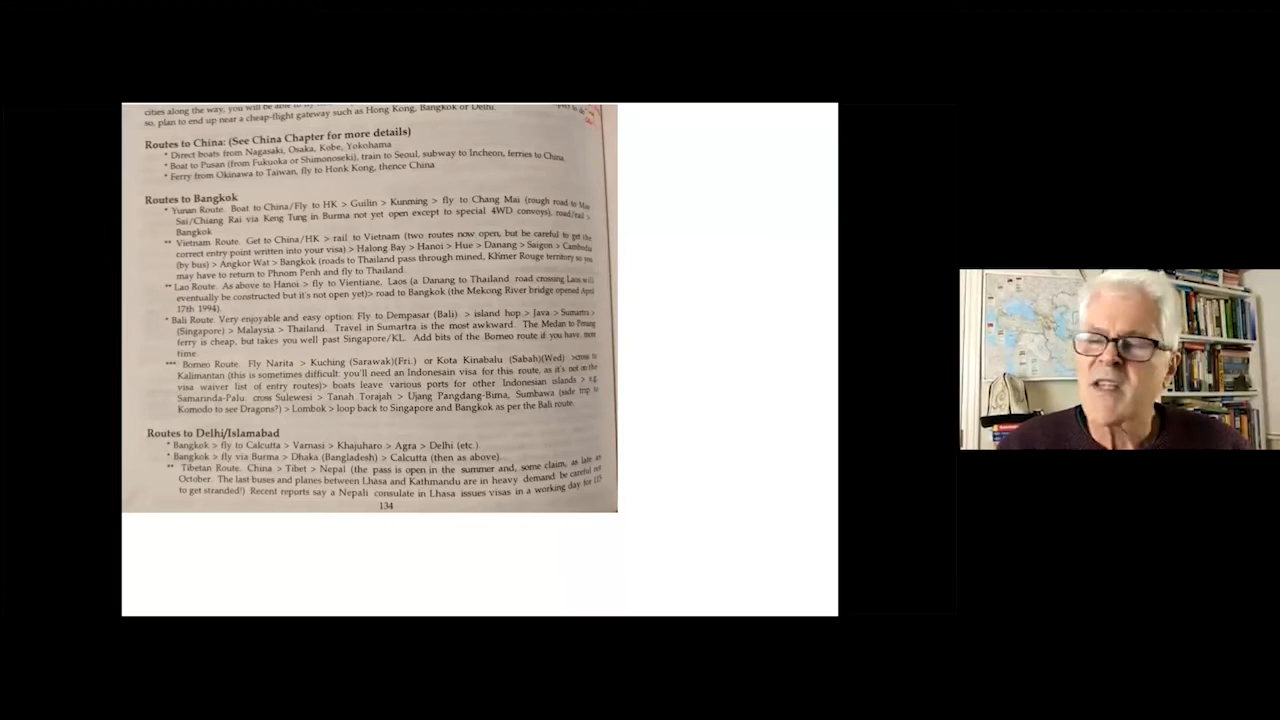 cities along the way, you will be able to
so, plan to end up near a cheap-flight gateway such as Hong Kong, Bangkok or Delhi.
Routes to China: (See China Chapter for more details)
* Direct boats from Nagasaki, Osaka, Kobe, Yokohama
* Boat to Pusan (from Fukuoka or Shimonoseki), train to Seoul, subway to Incheon, ferries to China
* Ferry from Okinawa to Taiwan, fly to Honk Kong, thence China
Routes to Bangkok
* Yunan Route. Boat to China/Fly to HK > Guilin > Kunming > fly to Chang Mai (rough road to Mae
Sai/Chiang Rai via Keng Tung in Burma not yet open except to special 4WD convoys), road/rail >
Bangkok
** Vietnam Route. Get to China/HK > rail to Vietnam (two routes now open, but be careful to get the
correct entry point written into your visa) > Halong Bay > Hanoi > Hue > Danang > Saigon > Cambodia
(by bus) > Angkor Wat > Bangkok (roads to Thailand pass through mined, Khmer Rouge territory so you
may have to return to Phnom Penh and fly to Thailand.
** Lao Route. As above to Hanoi > fly to Vientiane, Laos (a Danang to Thailand road crossing Laos will
eventually be constructed but it's not open yet)> road to Bangkok (the Mekong River bridge opened April
17th 1994).
* Bali Route. Very enjoyable and easy option: Fly to Dempasar (Bali) > island hop > Java > Sumartra >
(Singapore) > Malaysia > Thailand. Travel in Sumartra is the most awkward. The Medan to Pinang
ferry is cheap, but takes you well past Singapore/KL. Add bits of the Borneo route if you have more
time.
*** Borneo Route. Fly Narita > Kuching (Sarawak)(Fri.) or Kota Kinabalu (Sabah)(Wed) >cross to
Kalimantan (this is sometimes difficult: you'll need an Indonesain visa for this route, as it's not on the
visa waiver list of entry routes)> boats leave various ports for other Indonesian islands > e.g.
Samarinda-Palu. cross Sulewesi > Tanah Torajah > Ujang Pangdang-Bima, Sumbawa (side trip to
Komodo to see Dragons?) > Lombok > loop back to Singapore and Bangkok as per the Bali route.
Routes to Delhi/Islamabad
* Bangkok > fly to Calcutta > Varnasi > Khajuharo > Agra > Delhi (etc.)
* Bangkok > fly via Burma > Dhaka (Bangladesh) > Calcutta (then as above).
** Tibetan Route. China > Tibet > Nepal (the pass is open in the summer and, some claim, as late as
October. The last buses and planes between Lhasa and Kathmandu are in heavy demand be careful not
to get stranded!) Recent reports say a Nepali consulate in Lhasa issues visas in a working day for
134